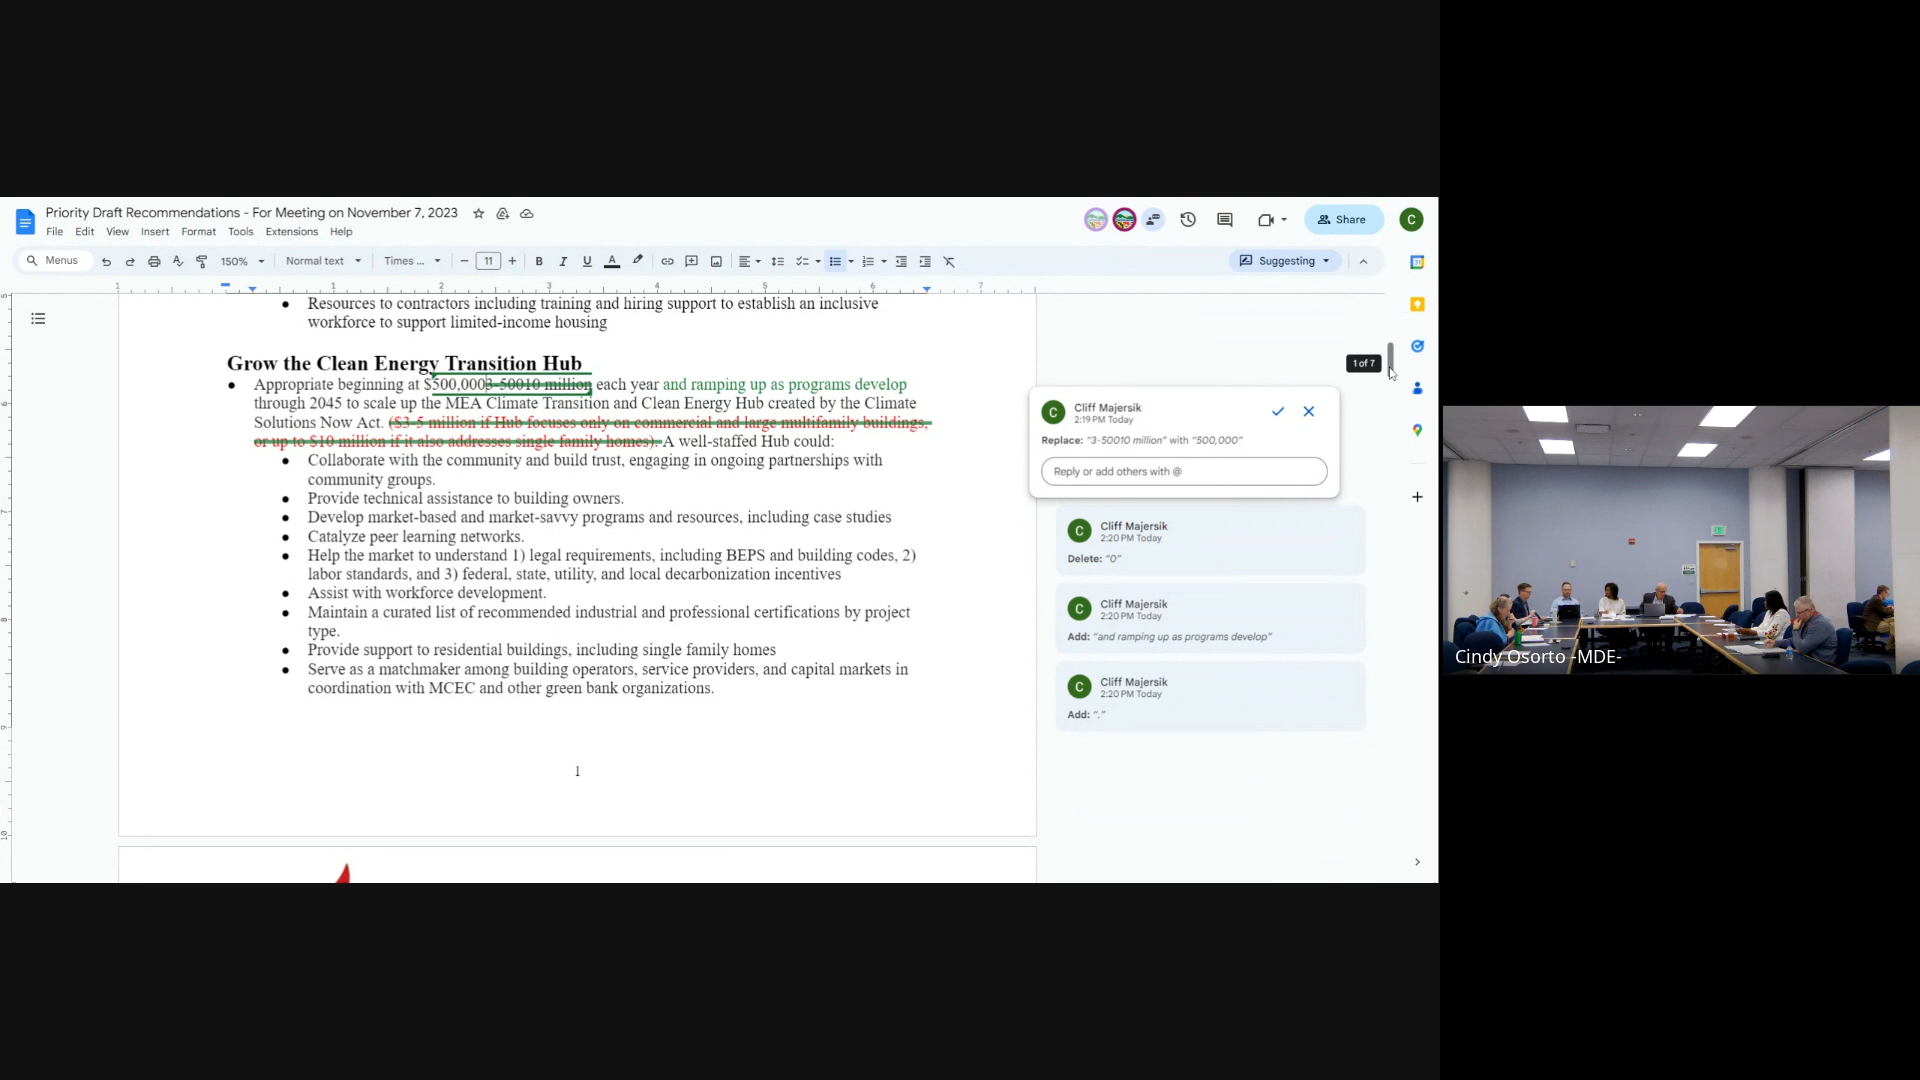 Priority Draft Recommendations - For Meeting on November 7, 2023
File Edit View Insert Format Tools Extensions Help
Share
C
Menus
150%
Normal text
Times ...
11
Suggesting
Resources to contractors including training and hiring support to establish an inclusive
workforce to support limited-income housing
Grow the Clean Energy Transition Hub
Appropriate beginning at $500,0003-50010 million each year and ramping up as programs develop
through 2045 to scale up the MEA Climate Transition and Clean Energy Hub created by the Climate
Solutions Now Act. ($3-5 million if Hub focuses only on commercial and large multifamily buildings,
or up to $10 million if it also addresses single family homes). A well-staffed Hub could:
Collaborate with the community and build trust, engaging in ongoing partnerships with
community groups.
Provide technical assistance to building owners.
Develop market-based and market-savvy programs and resources, including case studies
Catalyze peer learning networks.
Help the market to understand 1) legal requirements, including BEPS and building codes, 2)
labor standards, and 3) federal, state, utility, and local decarbonization incentives
Assist with workforce development.
Maintain a curated list of recommended industrial and professional certifications by project
type.
Provide support to residential buildings, including single family homes
Serve as a matchmaker among building operators, service providers, and capital markets in
coordination with MCEC and other green bank organizations.
1
1 of 7
C
Cliff Majersik
2:19 PM Today
Replace: "3-50010 million" with "500,000"
Reply or add others with @
C
Cliff Majersik
2:20 PM Today
Delete: "0"
C
Cliff Majersik
2:20 PM Today
Add: "and ramping up as programs develop"
C
Cliff Majersik
2:20 PM Today
Add: "."
Cindy Osorto -MDE-